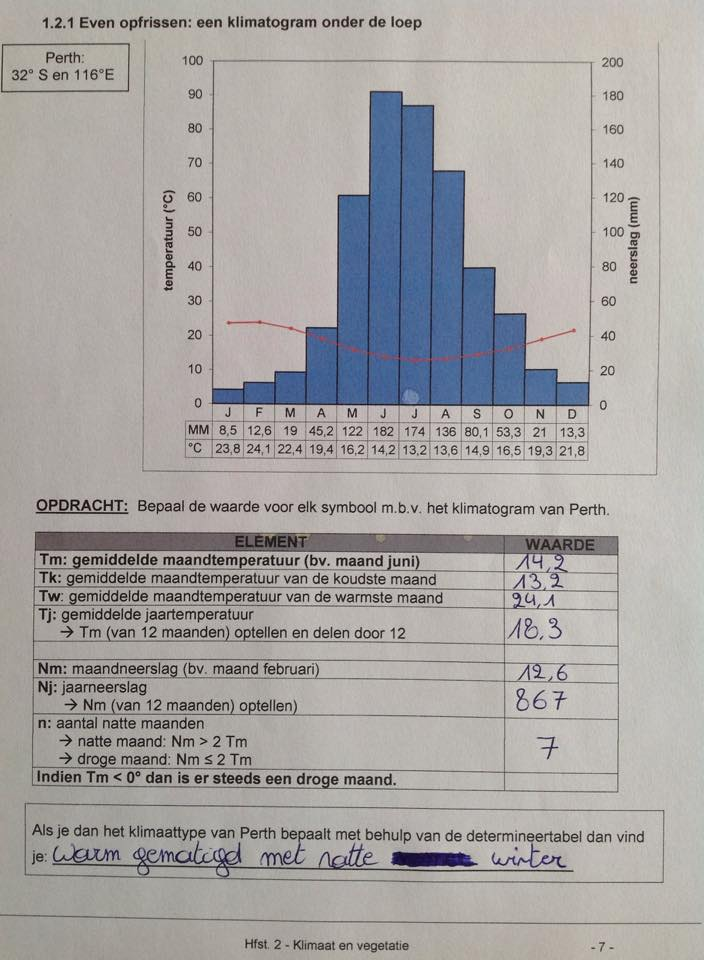 1.2.1 Even opfrissen: een klimatogram onder de loep
Perth:
32° S en 116°E
100 200
90 180
80 160
70 140
60 120
50 100
40 80
30 60
20 40
10 20
0 0
temperatuur (°C)
neerslag (mm)
J F M A M J J A S O N D
MM 8,5 12,6 19 45,2 122 182 174 136 80,1 53,3 21 13,3
°C 23,8 24,1 22,4 19,4 16,2 14,2 13,2 13,6 14,9 16,5 19,3 21,8
OPDRACHT: Bepaal de waarde voor elk symbool m.b.v. het klimatogram van Perth.
ELEMENT WAARDE
Tm: gemiddelde maandtemperatuur (bv. maand juni) 14,2
Tk: gemiddelde maandtemperatuur van de koudste maand 13,2
Tw: gemiddelde maandtemperatuur van de warmste maand 24,1
Tj: gemiddelde jaartemperatuur
→ Tm (van 12 maanden) optellen en delen door 12 18,3
Nm: maandneerslag (bv. maand februari) 12,6
Nj: jaarneerslag
→ Nm (van 12 maanden) optellen) 867
n: aantal natte maanden
→ natte maand: Nm > 2 Tm 7
→ droge maand: Nm ≤ 2 Tm
Indien Tm < 0° dan is er steeds een droge maand.
Als je dan het klimaattype van Perth bepaalt met behulp van de determineertabel dan vind
je: Warm gematigd met natte winter
Hfst. 2 - Klimaat en vegetatie - 7 -